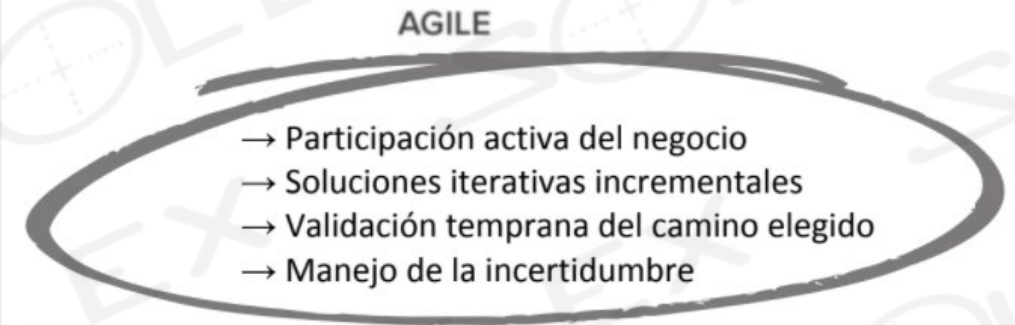 AGILE
→ Participación activa del negocio
→ Soluciones iterativas incrementales
→ Validación temprana del camino elegido
→ Manejo de la incertidumbre